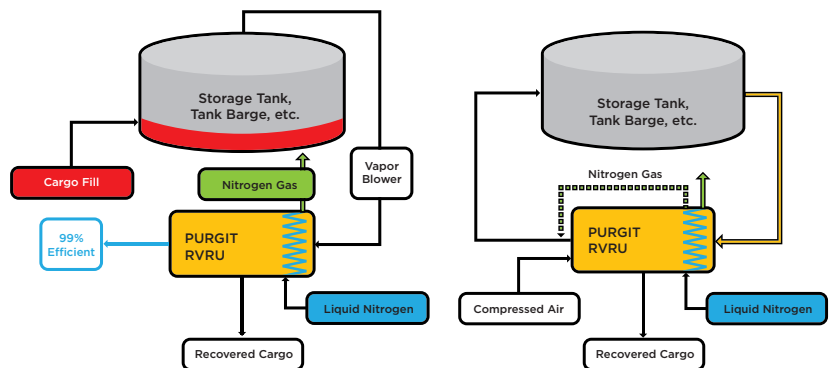 Storage Tank,
Tank Barge, etc.
Cargo Fill
Nitrogen Gas
Vapor
Blower
99%
Efficient
PURGIT
RVRU
Liquid Nitrogen
Recovered Cargo
Storage Tank,
Tank Barge, etc.
Nitrogen Gas
PURGIT
RVRU
Compressed Air
Liquid Nitrogen
Recovered Cargo